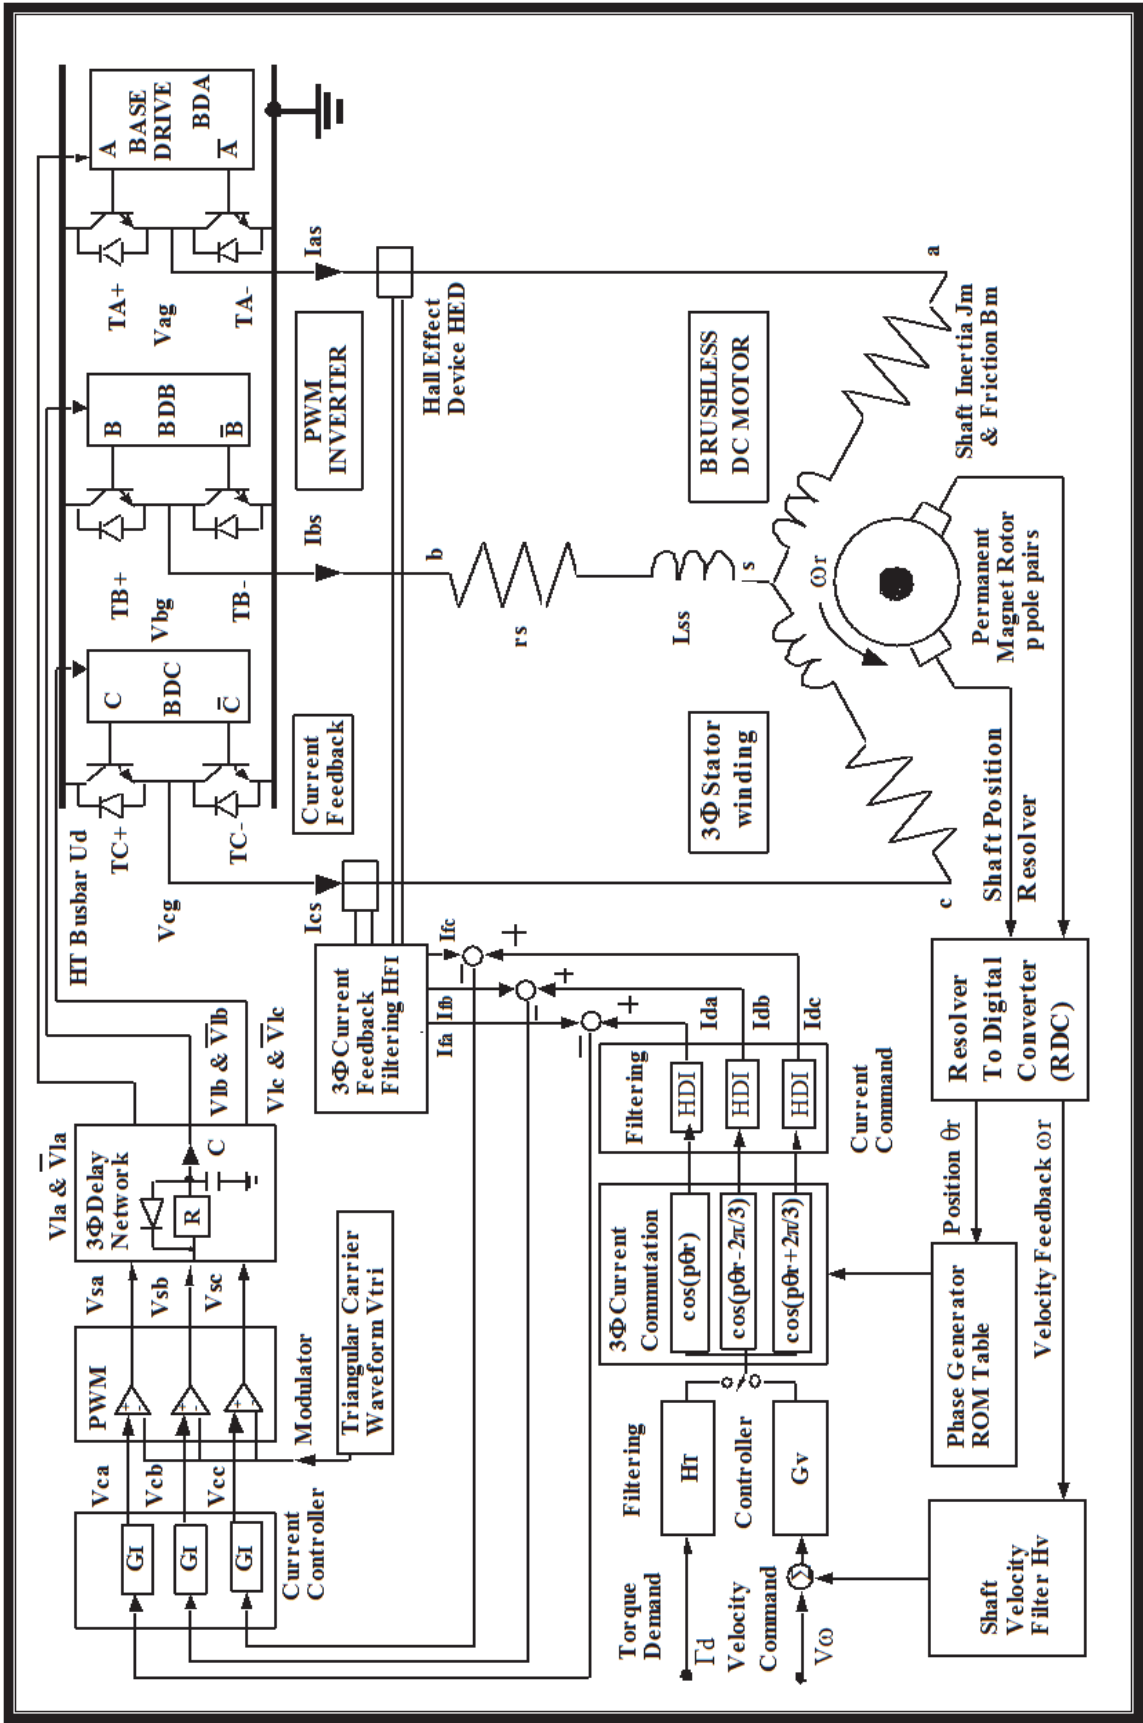 HT Busbar Ud
A
BASE
DRIVE
BDA
A̅
B
BDB
B̅
C
BDC
C̅
TA+
Vag
TA-
TB+
Vbg
TB-
TC+
Vcg
TC-
Ias
Ibs
Ics
PWM
INVERTER
Current
Feedback
Hall Effect
Device HED
BRUSHLESS
DC MOTOR
3Φ Stator
winding
a
b
c
s
rs
Lss
ωr
Shaft Inertia Jm
& Friction Bm
Permanent
Magnet Rotor
p pole pairs
Shaft Position
Resolver
Resolver
To Digital
Converter
(RDC)
Position θr
Velocity Feedback ωr
Phase Generator
ROM Table
Shaft
Velocity
Filter Hv
3Φ Current
Feedback
Filtering HFI
Ifa
Ifb
Ifc
+
-
+
-
+
-
Ida
Idb
Idc
Filtering
HDI
HDI
HDI
Current
Command
3Φ Current
Commutation
cos(pθr)
cos(pθr-2π/3)
cos(pθr+2π/3)
Filtering
HT
Controller
Gv
Torque
Demand
Γd
Velocity
Command
Vω
Σ
Current
Controller
GI
GI
GI
Vca
Vcb
Vcc
PWM
+ -
+ -
+ -
Modulator
Triangular Carrier
Waveform Vtri
Vsa
Vsb
Vsc
3Φ Delay
Network
R
C
Vla & V̅la
Vlb & V̅lb
Vlc & V̅lc